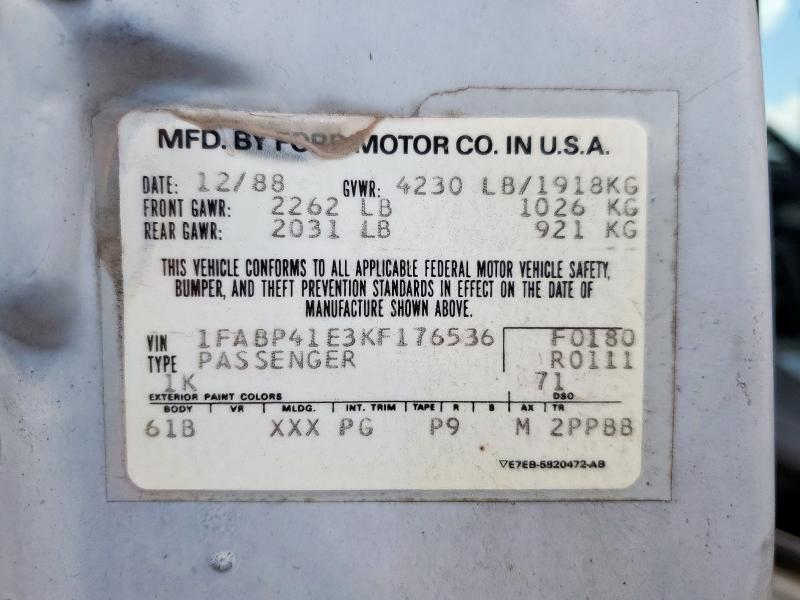 MFD. BY FORD MOTOR CO. IN U.S.A.
DATE: 12/88 GVWR: 4230 LB/1918KG
FRONT GAWR: 2262 LB 1026 KG
REAR GAWR: 2031 LB 921 KG
THIS VEHICLE CONFORMS TO ALL APPLICABLE FEDERAL MOTOR VEHICLE SAFETY,
BUMPER, AND THEFT PREVENTION STANDARDS IN EFFECT ON THE DATE OF
MANUFACTURE SHOWN ABOVE.
VIN 1FABP41E3KF176536 F0180
TYPE PASSENGER R0111
1K 71
EXTERIOR PAINT COLORS DSO
BODY VR MLDG. INT. TRIM TAPE R S AX TR
61B XXX PG P9 M 2PPBB
▽E7EB-5820472-AB